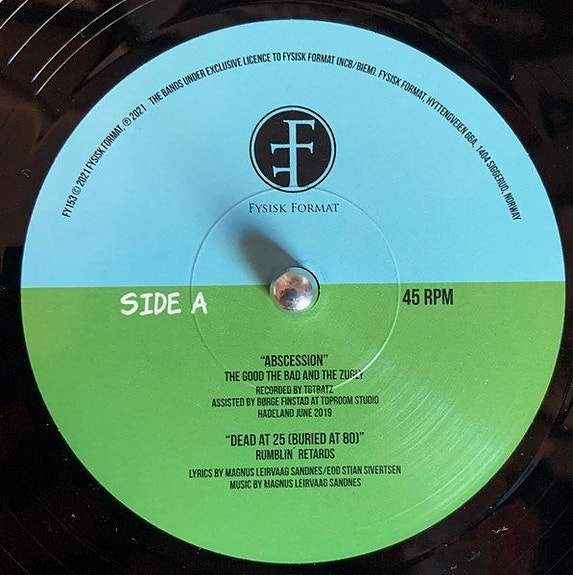 FY163 © 2021 FYSISK FORMAT. ℗ 2021 THE BANDS UNDER EXCLUSIVE LICENCE TO FYSISK FORMAT (NCB/BIEM). FYSISK FORMAT, HYTTENGVEIEN 66A, 1404 SIGGERUD, NORWAY
FYSISK FORMAT
SIDE A
45 RPM
“ABSCESSION”
THE GOOD THE BAD AND THE ZUGLY
RECORDED BY TGTBATZ
ASSISTED BY BØRGE FINSTAD AT TOPROOM STUDIO
HADELAND JUNE 2019
“DEAD AT 25 (BURIED AT 80)”
RUMBLIN´ RETARDS
LYRICS BY MAGNUS LEIRVAAG SANDNES/EDD STIAN SIVERTSEN
MUSIC BY MAGNUS LEIRVAAG SANDNES